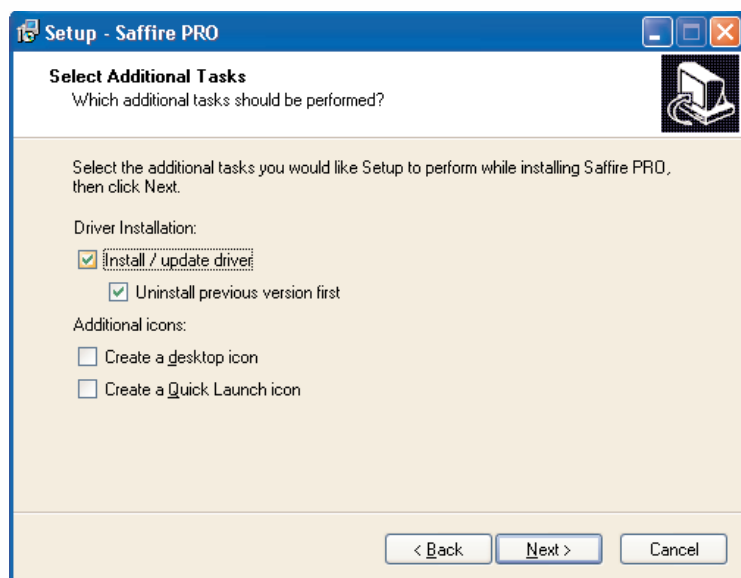 Setup - Saffire PRO
Select Additional Tasks
Which additional tasks should be performed?
Select the additional tasks you would like Setup to perform while installing Saffire PRO,
then click Next.
Driver Installation:
Install / update driver
Uninstall previous version first
Additional icons:
Create a desktop icon
Create a Quick Launch icon
< Back
Next >
Cancel